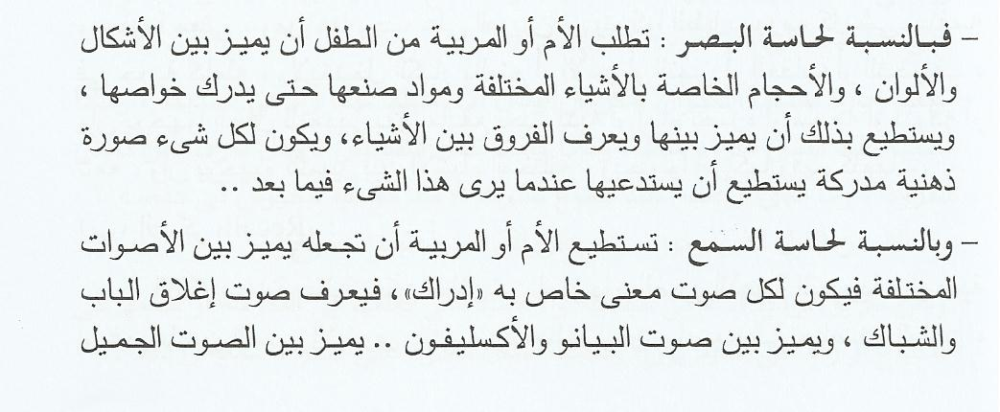 – فبالنسبة لحاسة البصر : تطلب الأم أو المربية من الطفل أن يميز بين الأشكال
والألوان ، والأحجام الخاصة بالأشياء المختلفة ومواد صنعها حتى يدرك خواصها ،
ويستطيع بذلك أن يميز بينها ويعرف الفروق بين الأشياء، ويكون لكل شىء صورة
ذهنية مدركة يستطيع أن يستدعيها عندما يرى هذا الشىء فيما بعد ..
– وبالنسبة لحاسة السمع : تستطيع الأم أو المربية أن تجعله يميز بين الأصوات
المختلفة فيكون لكل صوت معنى خاص به «إدراك»، فيعرف صوت إغلاق الباب
والشباك ، ويميز بين صوت البيانو والأكسليفون .. يميز بين الصوت الجميل